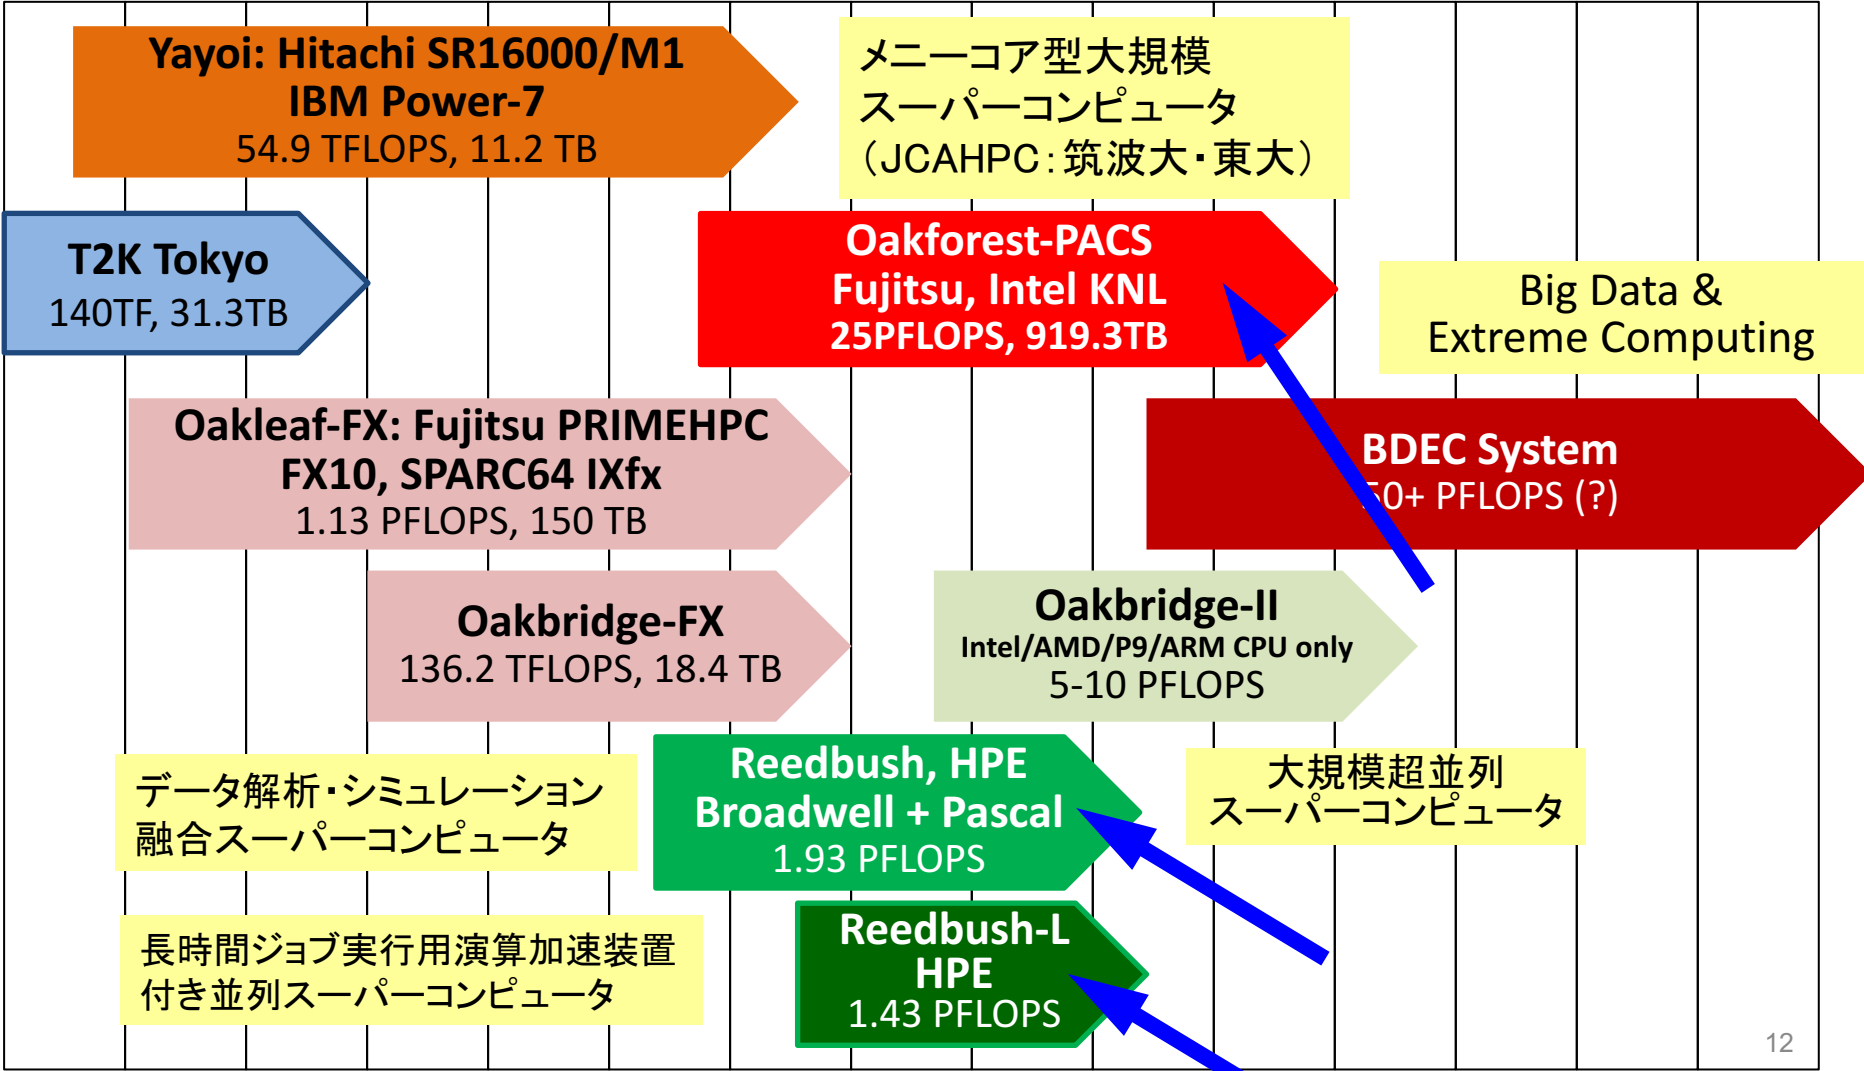 Yayoi: Hitachi SR16000/M1
IBM Power-7
54.9 TFLOPS, 11.2 TB
メニーコア型大規模
スーパーコンピュータ
（JCAHPC：筑波大・東大）
T2K Tokyo
140TF, 31.3TB
Oakforest-PACS
Fujitsu, Intel KNL
25PFLOPS, 919.3TB
Big Data &
Extreme Computing
Oakleaf-FX: Fujitsu PRIMEHPC
FX10, SPARC64 IXfx
1.13 PFLOPS, 150 TB
BDEC System
50+ PFLOPS (?)
Oakbridge-FX
136.2 TFLOPS, 18.4 TB
Oakbridge-II
Intel/AMD/P9/ARM CPU only
5-10 PFLOPS
データ解析・シミュレーション
融合スーパーコンピュータ
Reedbush, HPE
Broadwell + Pascal
1.93 PFLOPS
大規模超並列
スーパーコンピュータ
長時間ジョブ実行用演算加速装置
付き並列スーパーコンピュータ
Reedbush-L
HPE
1.43 PFLOPS
12